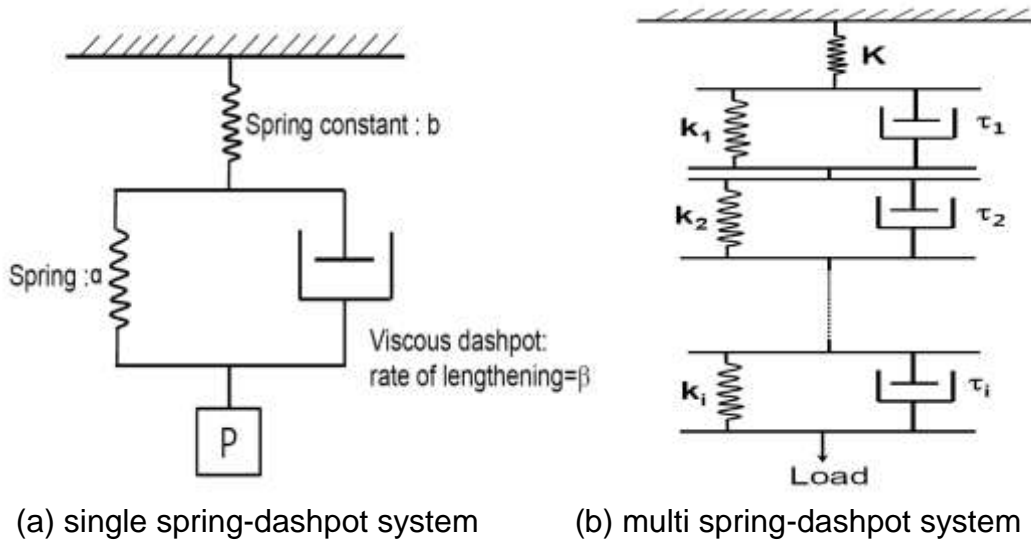 Spring constant : b
Spring :a
Viscous dashpot:
rate of lengthening=β
P
(a) single spring-dashpot system
K
k1
τ1
k2
τ2
ki
τi
Load
(b) multi spring-dashpot system